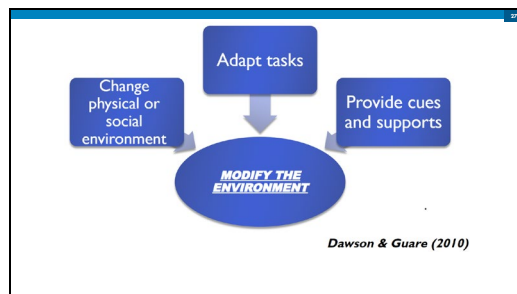 27
Adapt tasks
Change
physical or
social
environment
Provide cues
and supports
MODIFY THE
ENVIRONMENT
.
Dawson & Guare (2010)